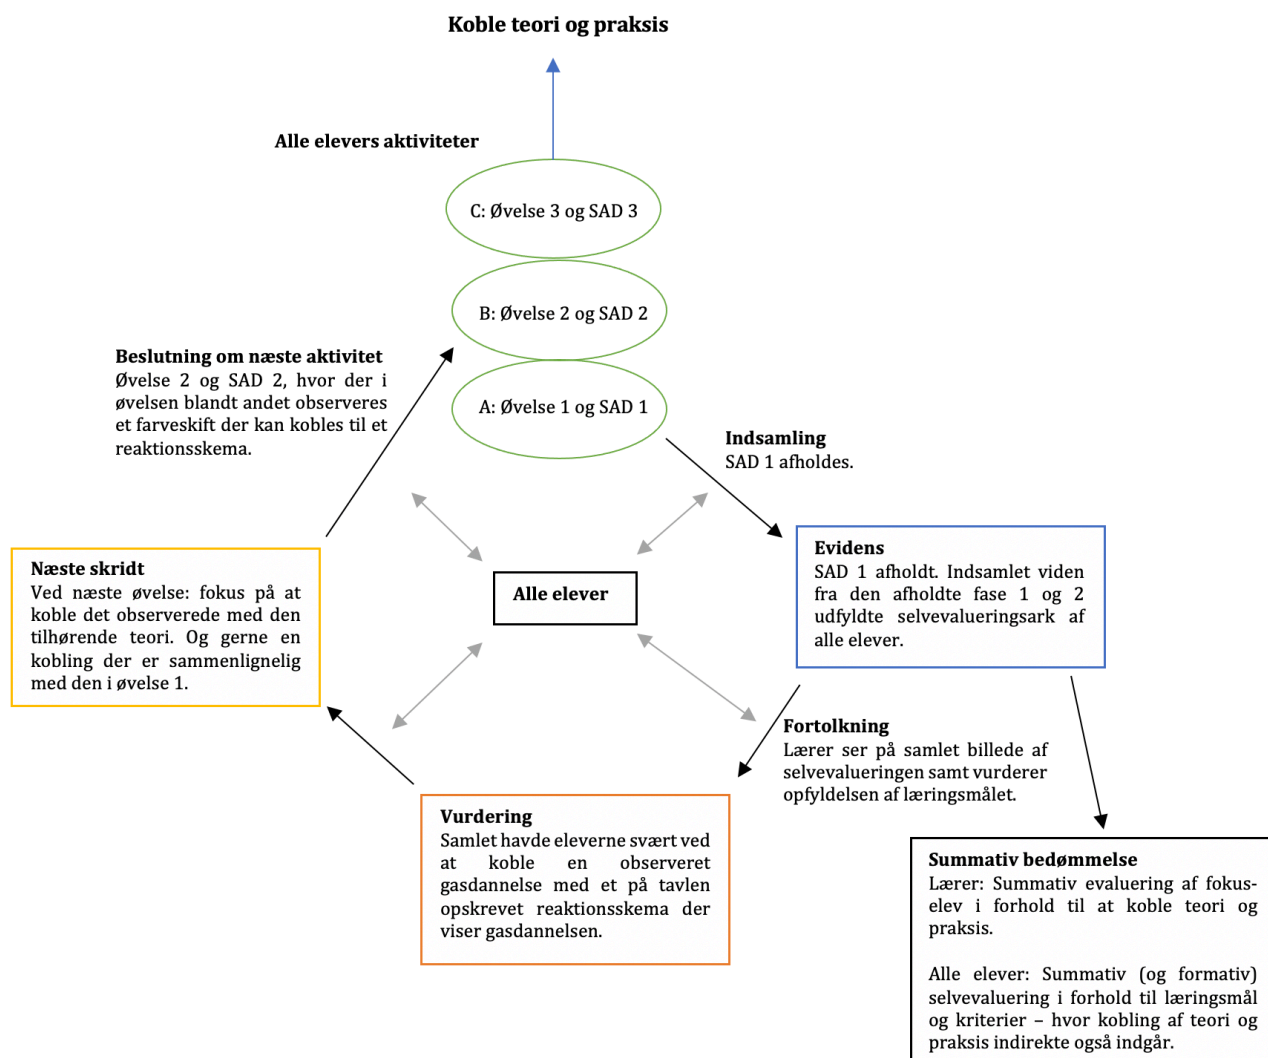 Koble teori og praksis
Alle elevers aktiviteter
C: Øvelse 3 og SAD 3
B: Øvelse 2 og SAD 2
A: Øvelse 1 og SAD 1
Beslutning om næste aktivitet
Øvelse 2 og SAD 2, hvor der i
øvelsen blandt andet observeres
et farveskift der kan kobles til et
reaktionsskema.
Indsamling
SAD 1 afholdes.
Evidens
SAD 1 afholdt. Indsamlet viden
fra den afholdte fase 1 og 2
udfyldte selvevalueringsark af
alle elever.
Alle elever
Næste skridt
Ved næste øvelse: fokus på at
koble det observerede med den
tilhørende teori. Og gerne en
kobling der er sammenlignelig
med den i øvelse 1.
Fortolkning
Lærer ser på samlet billede af
selvevalueringen samt vurderer
opfyldelsen af læringsmålet.
Vurdering
Samlet havde eleverne svært ved
at koble en observeret
gasdannelse med et på tavlen
opskrevet reaktionsskema der
viser gasdannelsen.
Summativ bedømmelse
Lærer: Summativ evaluering af fokus-
elev i forhold til at koble teori og
praksis.
Alle elever: Summativ (og formativ)
selvevaluering i forhold til læringsmål
og kriterier – hvor kobling af teori og
praksis indirekte også indgår.